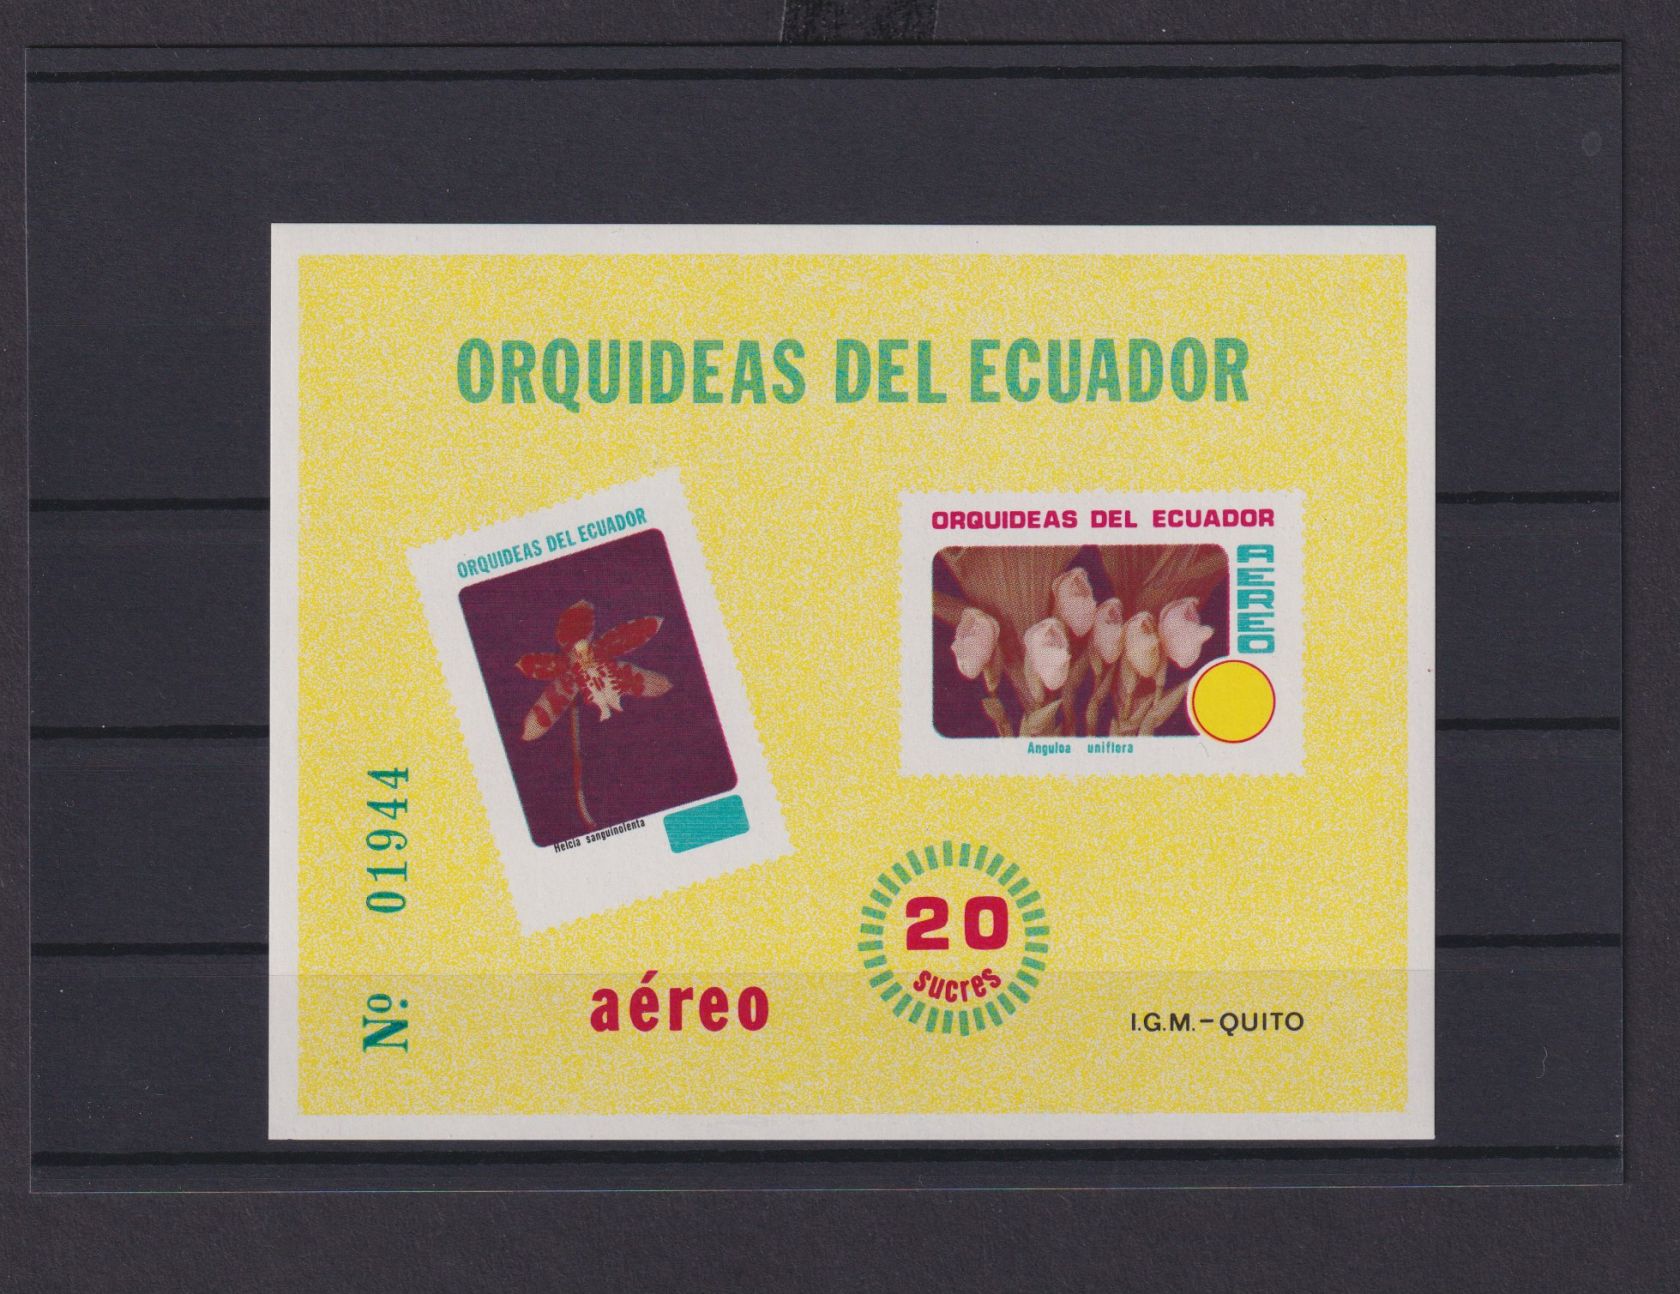 ORQUIDEAS DEL ECUADOR
ORQUIDEAS DEL ECUADOR
Helcia sanguinolenta
ORQUIDEAS DEL ECUADOR
AEREO
Anguloa uniflora
Nº. 01944
aéreo
20
sucres
I.G.M.-QUITO